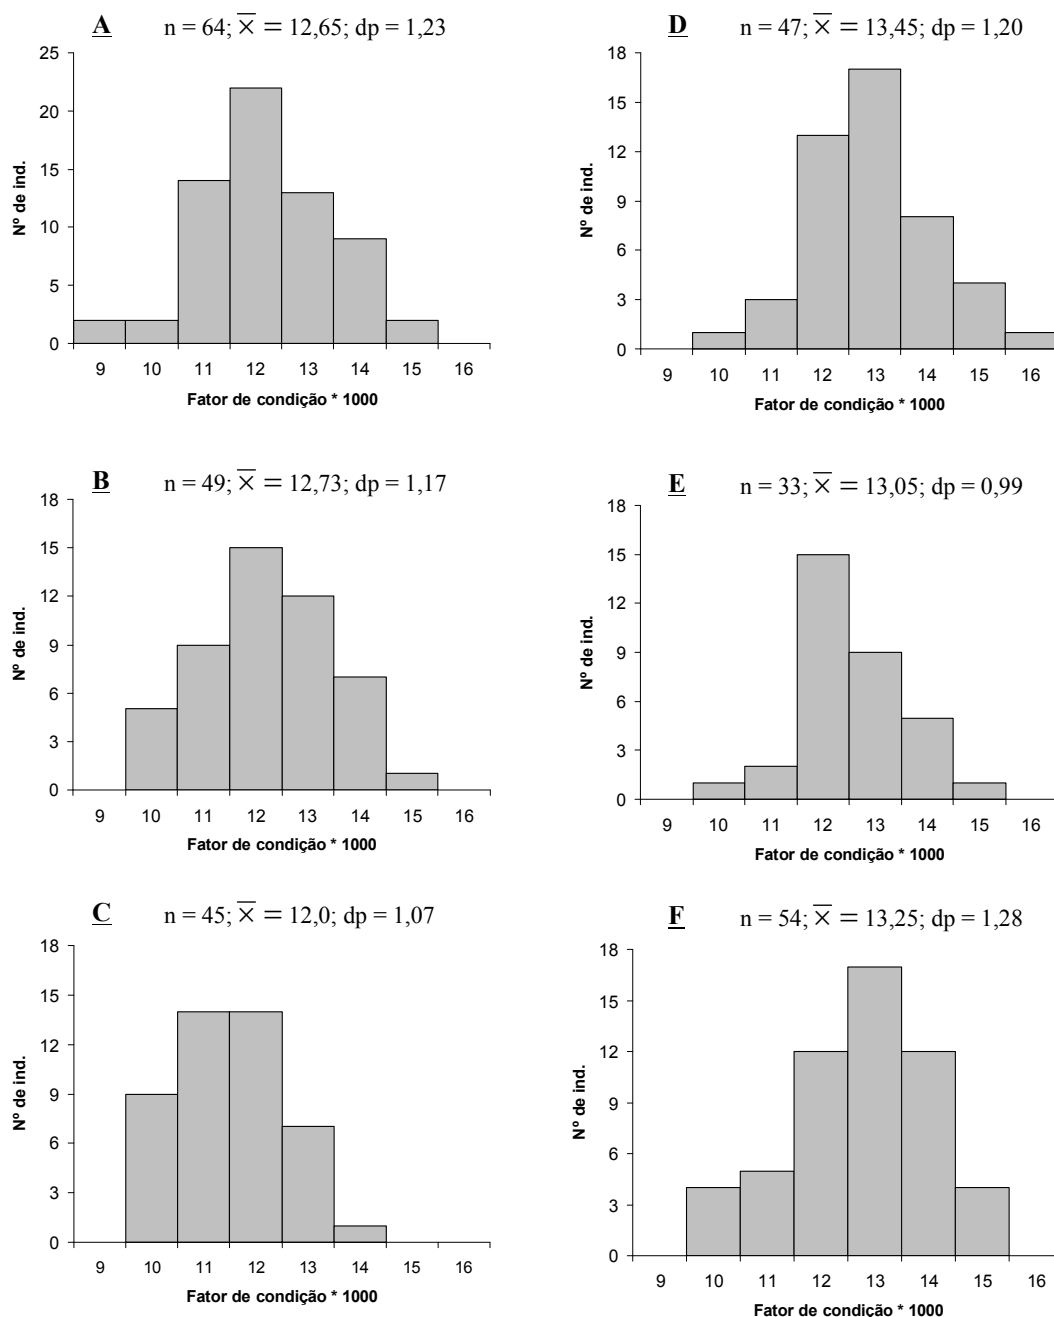 A n = 64; x̄ = 12,65; dp = 1,23
25
20
15
10
5
0
Nº de ind.
9 10 11 12 13 14 15 16
Fator de condição * 1000
D n = 47; x̄ = 13,45; dp = 1,20
18
15
12
9
6
3
0
Nº de ind.
9 10 11 12 13 14 15 16
Fator de condição * 1000
B n = 49; x̄ = 12,73; dp = 1,17
18
15
12
9
6
3
0
Nº de ind.
9 10 11 12 13 14 15 16
Fator de condição * 1000
E n = 33; x̄ = 13,05; dp = 0,99
18
15
12
9
6
3
0
Nº de ind.
9 10 11 12 13 14 15 16
Fator de condição * 1000
C n = 45; x̄ = 12,0; dp = 1,07
18
15
12
9
6
3
0
Nº de ind.
9 10 11 12 13 14 15 16
Fator de condição * 1000
F n = 54; x̄ = 13,25; dp = 1,28
18
15
12
9
6
3
0
Nº de ind.
9 10 11 12 13 14 15 16
Fator de condição * 1000